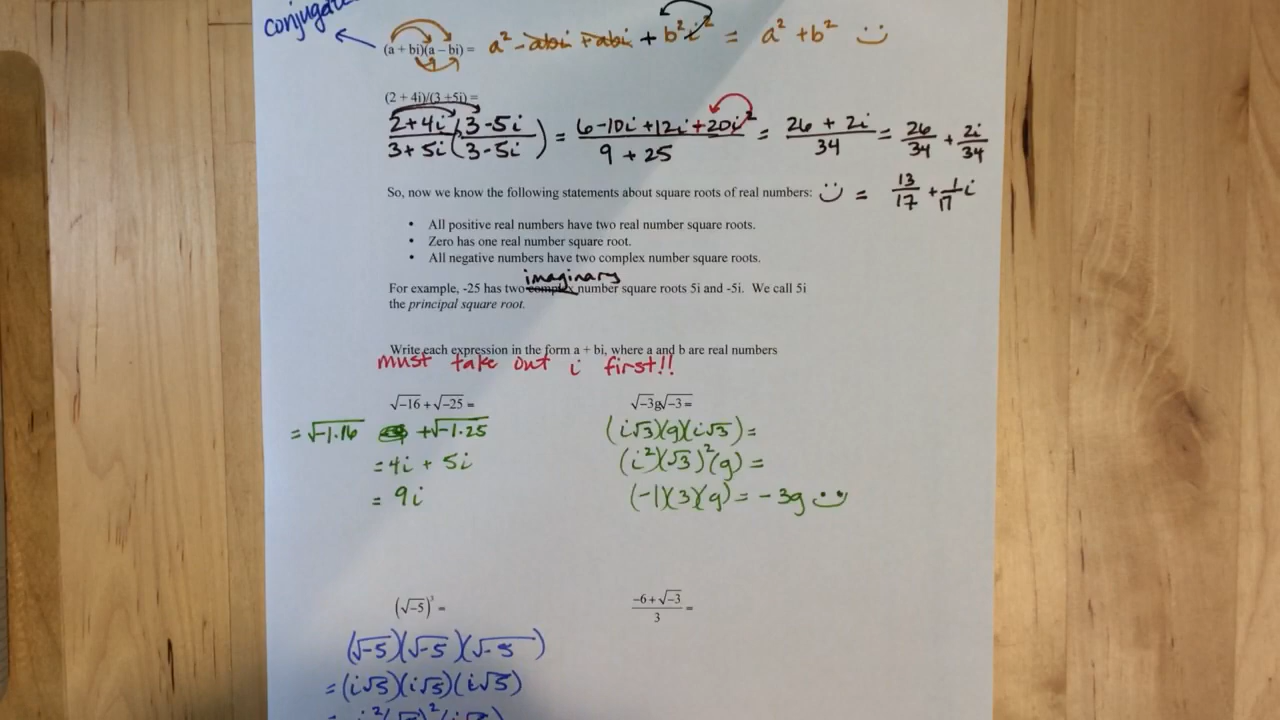 conjugate
(a + bi)(a – bi) = a² - abi + abi + b²i² = a² + b²
(2 + 4i)/(3 +5i) =
2+4i/3+5i (3-5i/3-5i) = 6-10i+12i+20i²/9+25 = 26+2i/34 = 26/34 + 2i/34
So, now we know the following statements about square roots of real numbers: = 13/17 + 1/17 i
• All positive real numbers have two real number square roots.
• Zero has one real number square root.
• All negative numbers have two complex number square roots.
imaginary
For example, -25 has two complex number square roots 5i and -5i. We call 5i
the principal square root.
Write each expression in the form a + bi, where a and b are real numbers
must take out i first!!
√-16 + √-25 =
= √-1·16 + √-1·25
= 4i + 5i
= 9i
√-3g√-3 =
(i√3)(g)(i√3) =
(i²)(√3)²(g) =
(-1)(3)(g) = -3g
(√-5)³ =
(√-5)(√-5)(√-5)
= (i√5)(i√5)(i√5)
-6 + √-3/3 =